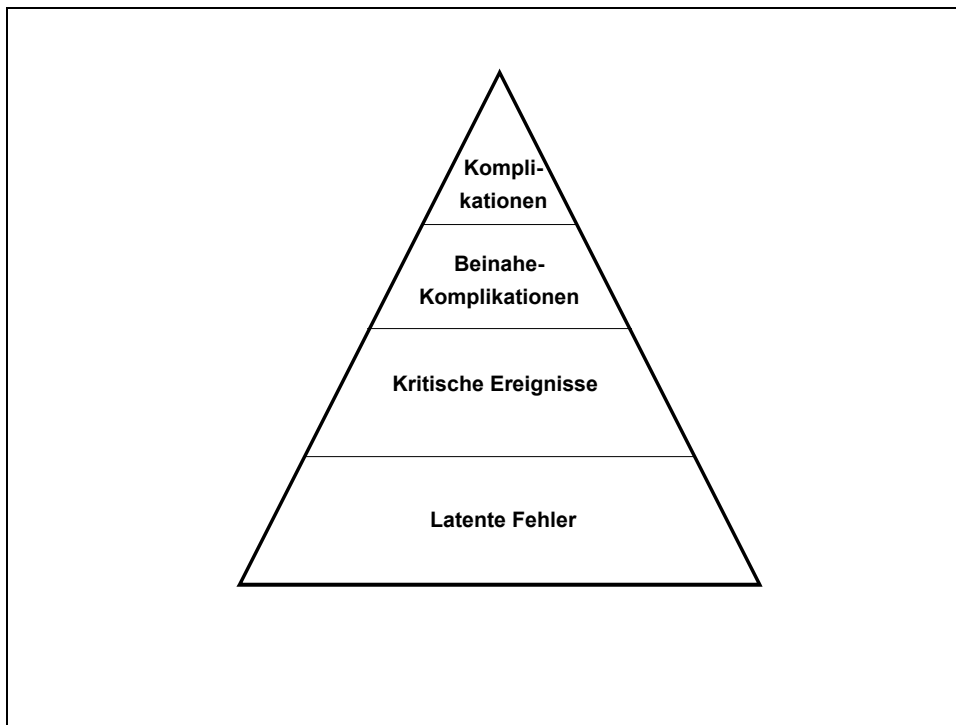 Kompli-
kationen
Beinahe-
Komplikationen
Kritische Ereignisse
Latente Fehler